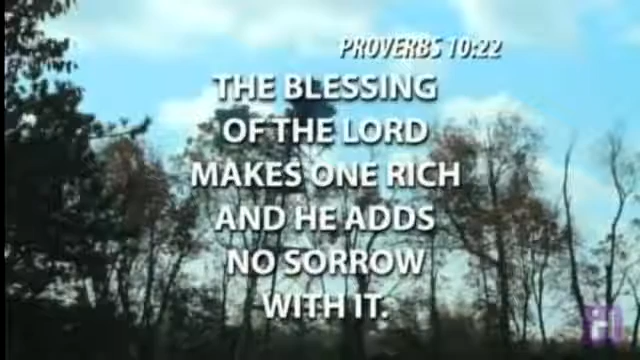 PROVERBS 10:22
THE BLESSING
OF THE LORD
MAKES ONE RICH
AND HE ADDS
NO SORROW
WITH IT.